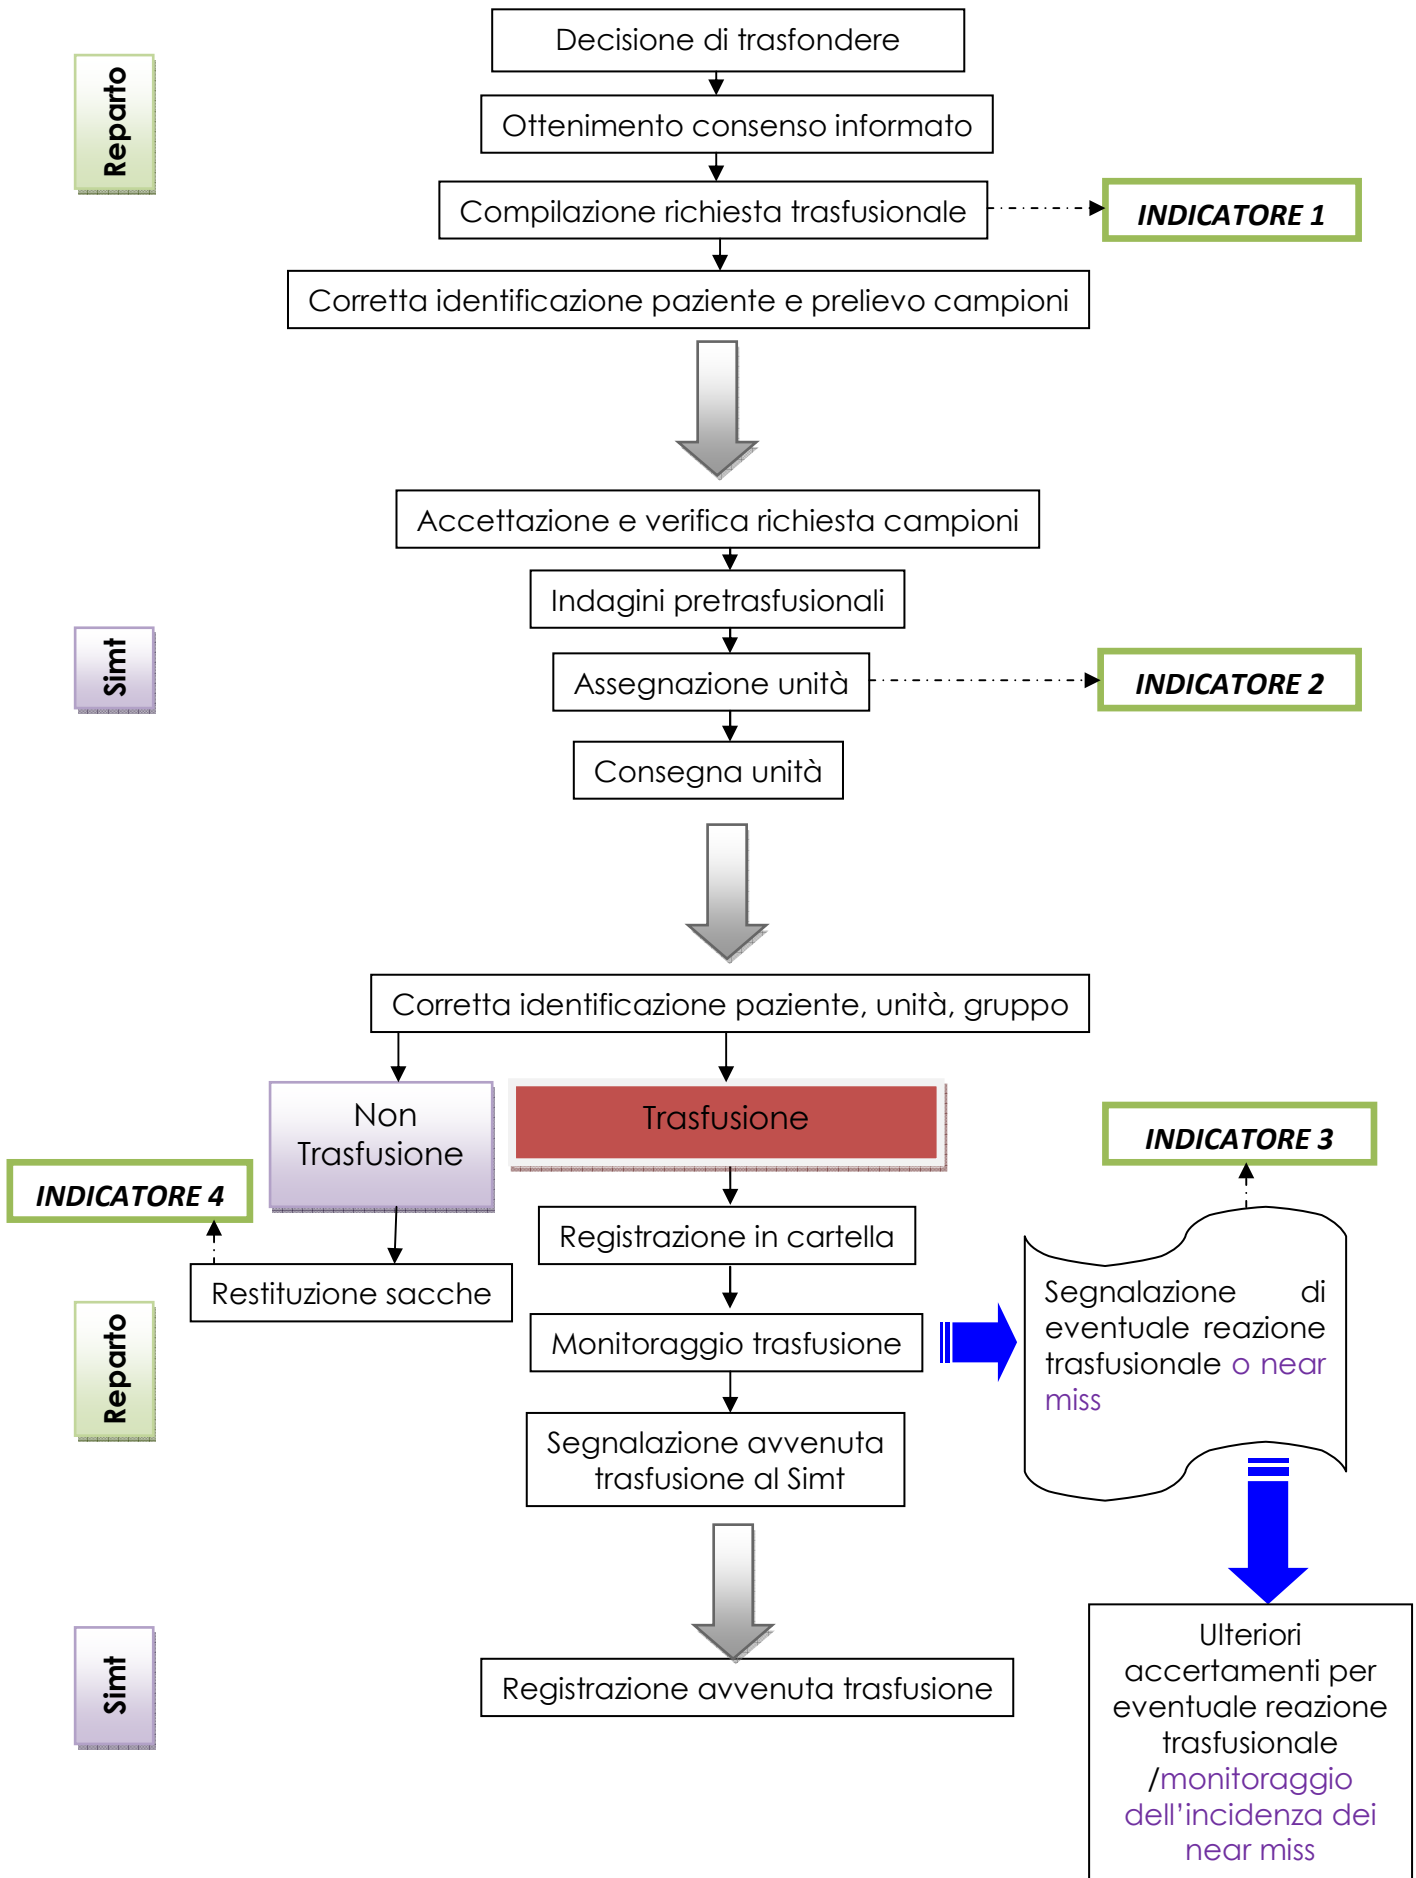 Decisione di trasfondere
Reparto
Ottenimento consenso informato
Compilazione richiesta trasfusionale
INDICATORE 1
Corretta identificazione paziente e prelievo campioni
Accettazione e verifica richiesta campioni
Indagini pretrasfusionali
Simt
Assegnazione unità
INDICATORE 2
Consegna unità
Corretta identificazione paziente, unità, gruppo
Non
Trasfusione
Trasfusione
INDICATORE 3
INDICATORE 4
Registrazione in cartella
Restituzione sacche
Reparto
Monitoraggio trasfusione
Segnalazione di
eventuale reazione
trasfusionale o near
miss
Segnalazione avvenuta
trasfusione al Simt
Simt
Registrazione avvenuta trasfusione
Ulteriori
accertamenti per
eventuale reazione
trasfusionale
/monitoraggio
dell’incidenza dei
near miss